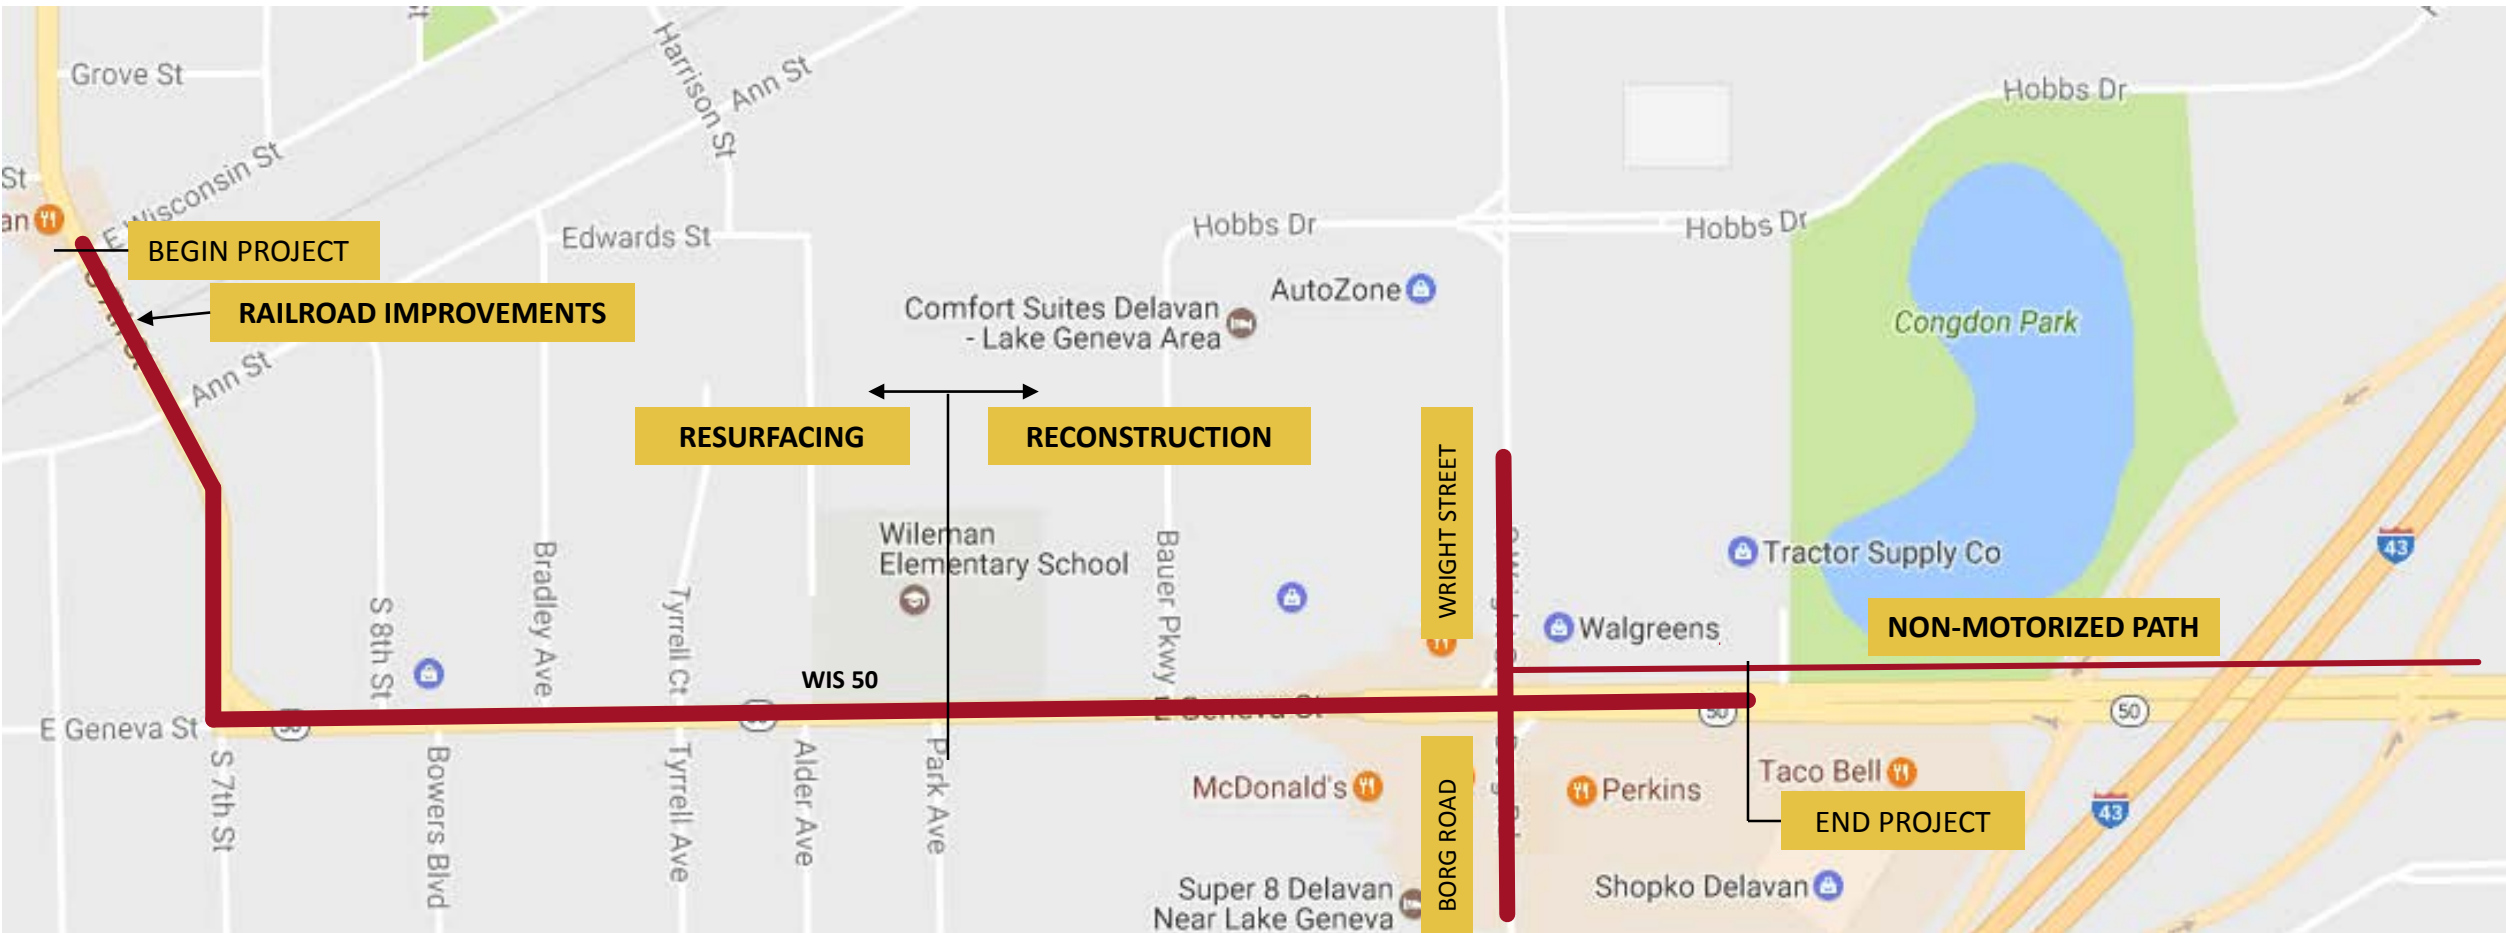 Grove St
Harrison St
Ann St
Hobbs Dr
St
E Wisconsin St
an
Edwards St
Hobbs Dr
Hobbs Dr
BEGIN PROJECT
RAILROAD IMPROVEMENTS
AutoZone
Comfort Suites Delavan
- Lake Geneva Area
Congdon Park
Ann St
RESURFACING
RECONSTRUCTION
WRIGHT STREET
Wileman
Elementary School
Bradley Ave
Bauer Pkwy
Tractor Supply Co
43
S 8th St
Tyrrell Ct
Walgreens
NON-MOTORIZED PATH
WIS 50
E Geneva St
E Geneva St
50
50
S 7th St
Bowers Blvd
Tyrrell Ave
Alder Ave
Park Ave
McDonald's
BORG ROAD
Perkins
Taco Bell
43
END PROJECT
Super 8 Delavan
Near Lake Geneva
Shopko Delavan